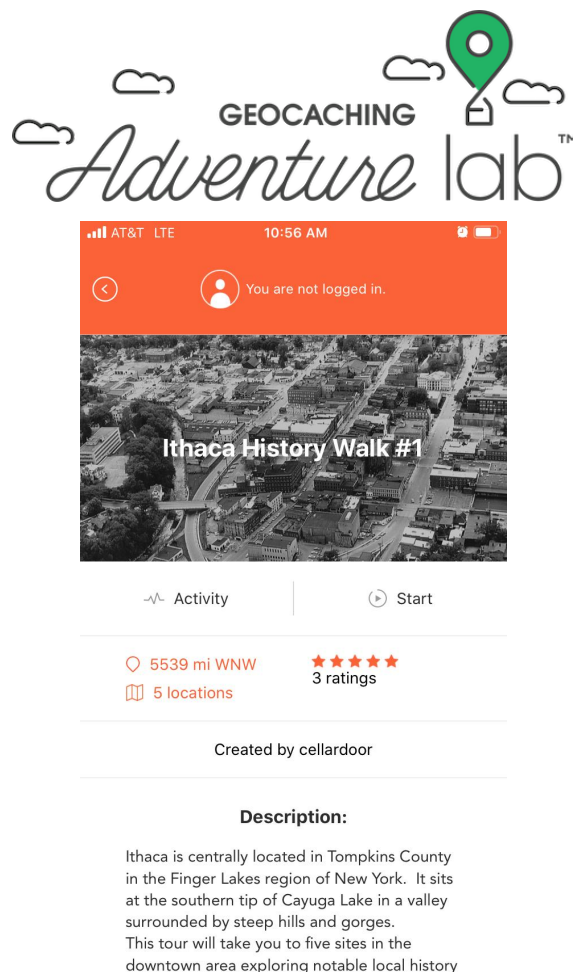 GEOCACHING
Adventure lab™
AT&T LTE 10:56 AM
You are not logged in.
Ithaca History Walk #1
Activity
Start
5539 mi WNW
5 locations
3 ratings
Created by cellardoor
Description:
Ithaca is centrally located in Tompkins County
in the Finger Lakes region of New York. It sits
at the southern tip of Cayuga Lake in a valley
surrounded by steep hills and gorges.
This tour will take you to five sites in the
downtown area exploring notable local history